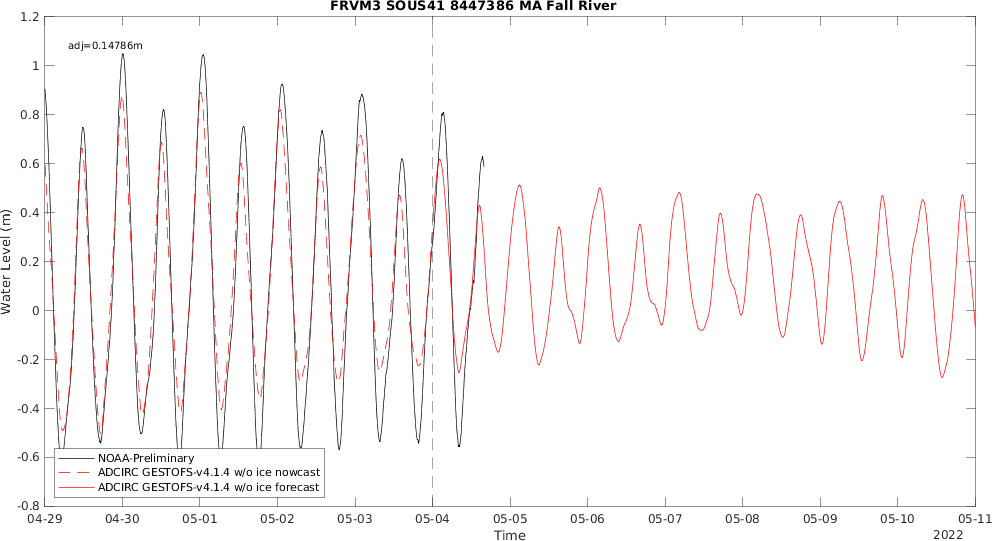 FRVM3 SOUS41 8447386 MA Fall River
adj=0.14786m
Water Level (m)
1.2
1
0.8
0.6
0.4
0.2
0
-0.2
-0.4
-0.6
-0.8
NOAA-Preliminary
ADCIRC GESTOFS-v4.1.4 w/o ice nowcast
ADCIRC GESTOFS-v4.1.4 w/o ice forecast
04-29 04-30 05-01 05-02 05-03 05-04 05-05 05-06 05-07 05-08 05-09 05-10 05-11
Time
2022